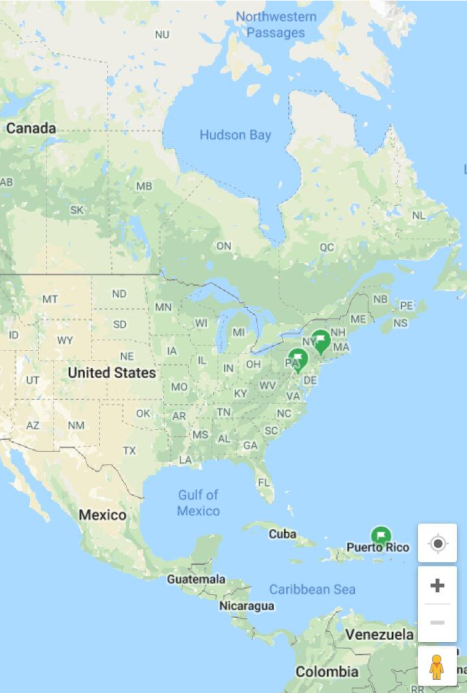 Northwestern
Passages
NU
Hudson Bay
Canada
AB
MB
SK
NL
ON
QC
NB
PE
NS
MT
ND
MN
ME
ID
WY
SD
WI
MI
NY
NH
MA
NE
IA
IL
IN
OH
PA
UT
United States
MO
KY
WV
DE
VA
AZ
NM
OK
AR
TN
NC
TX
MS
AL
GA
SC
LA
FL
Gulf of
Mexico
Mexico
Cuba
Puerto Rico
Guatemala
Caribbean Sea
Nicaragua
Venezuela
Colombia
RR